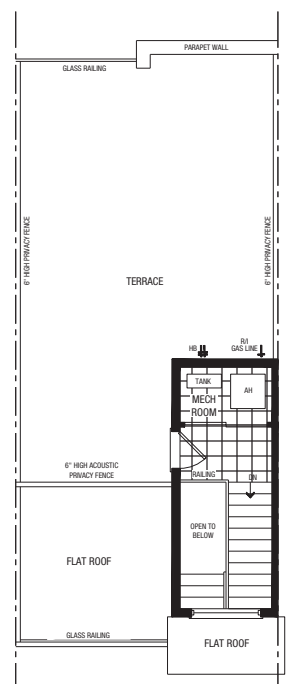 PARAPET WALL
GLASS RAILING
6" HIGH PRIVACY FENCE
6" HIGH PRIVACY FENCE
TERRACE
R/I
HB
GAS LINE
TANK
AH
MECH
ROOM
6" HIGH ACOUSTIC
PRIVACY FENCE
RAILING
DN
OPEN TO
BELOW
FLAT ROOF
GLASS RAILING
FLAT ROOF